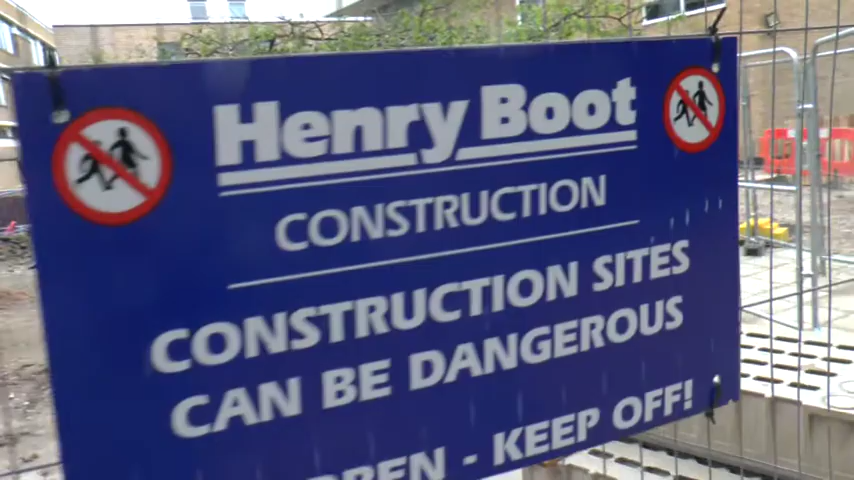 Henry Boot
CONSTRUCTION
CONSTRUCTION SITES
CAN BE DANGEROUS
- KEEP OFF!